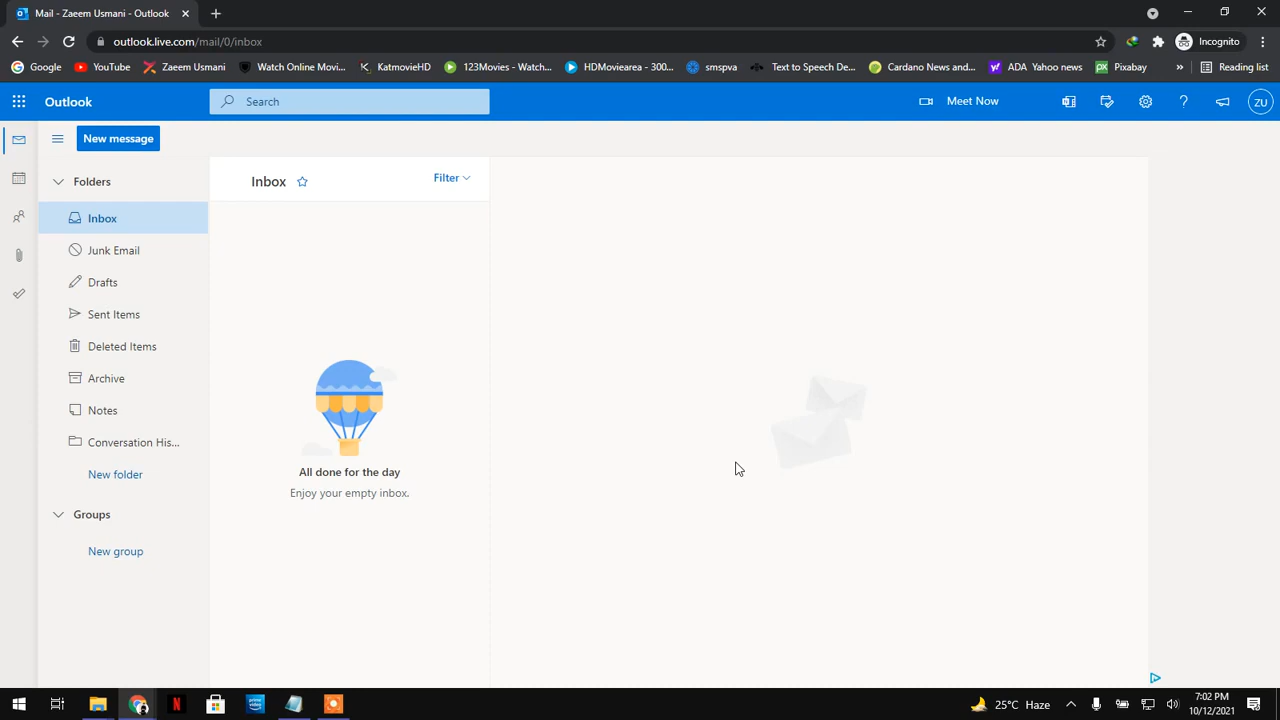 Mail - Zaeem Usmani - Outlook
outlook.live.com/mail/0/inbox
Incognito
Google
YouTube
Zaeem Usmani
Watch Online Movi...
KatmovieHD
123Movies - Watch...
HDMoviearea - 300...
smspva
Text to Speech De...
Cardano News and...
ADA Yahoo news
Pixabay
»
Reading list
Outlook
Search
Meet Now
ZU
New message
Folders
Inbox
Junk Email
Drafts
Sent Items
Deleted Items
Archive
Notes
Conversation His...
New folder
Groups
New group
Inbox
Filter
All done for the day
Enjoy your empty inbox.
prime video
25°C Haze
7:02 PM
10/12/2021